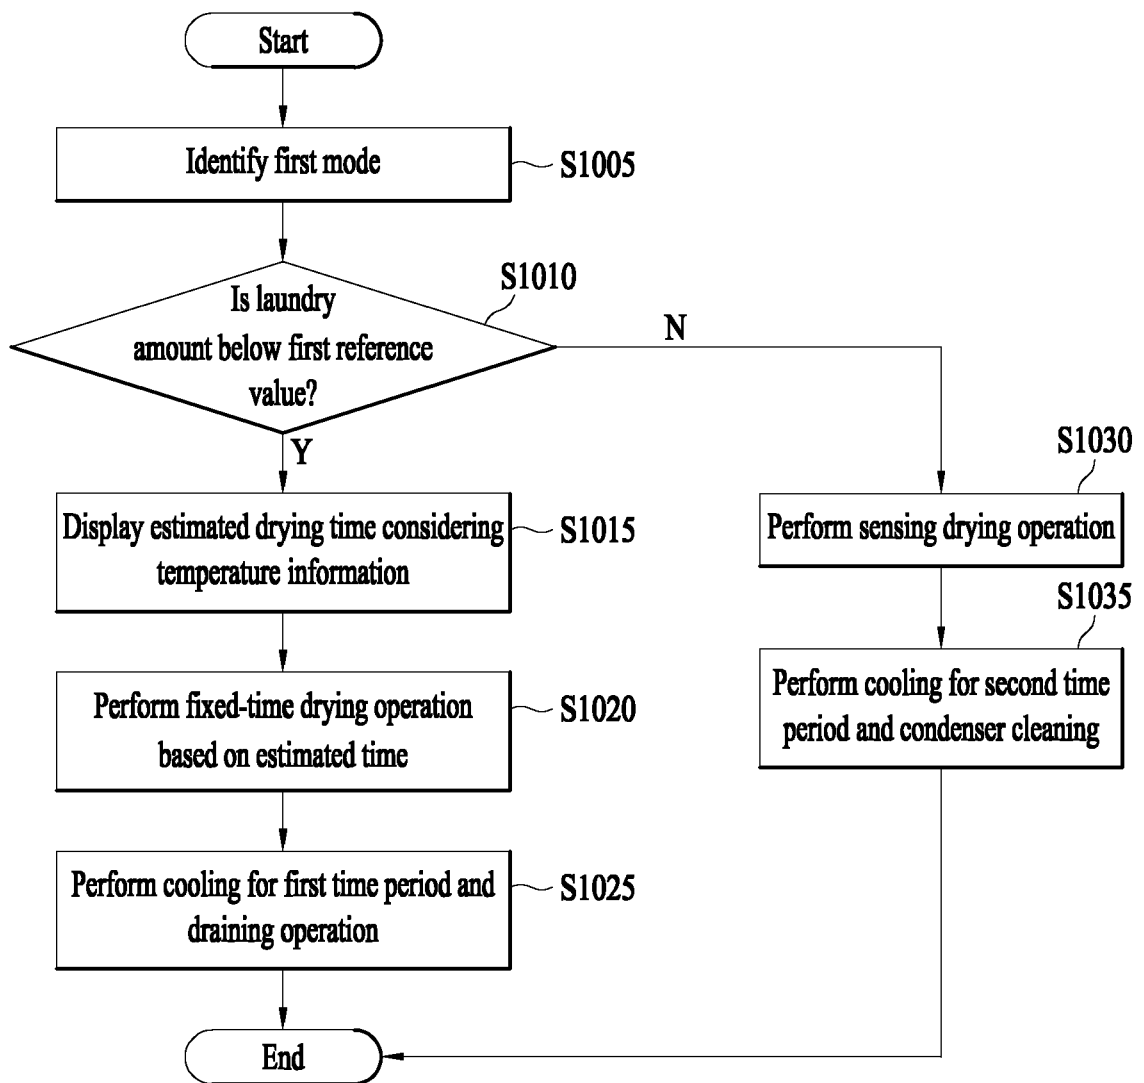 Start
Identify first mode
S1005
S1010
Is laundry
amount below first reference
value?
N
Y
S1030
Display estimated drying time considering
temperature information
S1015
Perform sensing drying operation
S1035
Perform fixed-time drying operation
based on estimated time
S1020
Perform cooling for second time
period and condenser cleaning
Perform cooling for first time period and
draining operation
S1025
End